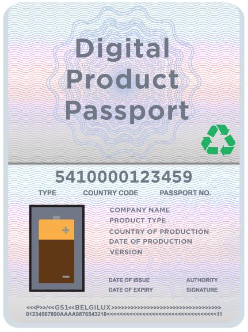 Digital
Product
Passport
5410000123459
TYPE COUNTRY CODE PASSPORT NO.
COMPANY NAME
PRODUCT TYPE
COUNTRY OF PRODUCTION
DATE OF PRODUCTION
VERSION
+
-
DATE OF ISSUE AUTHORITY
DATE OF EXPIRY SIGNATURE